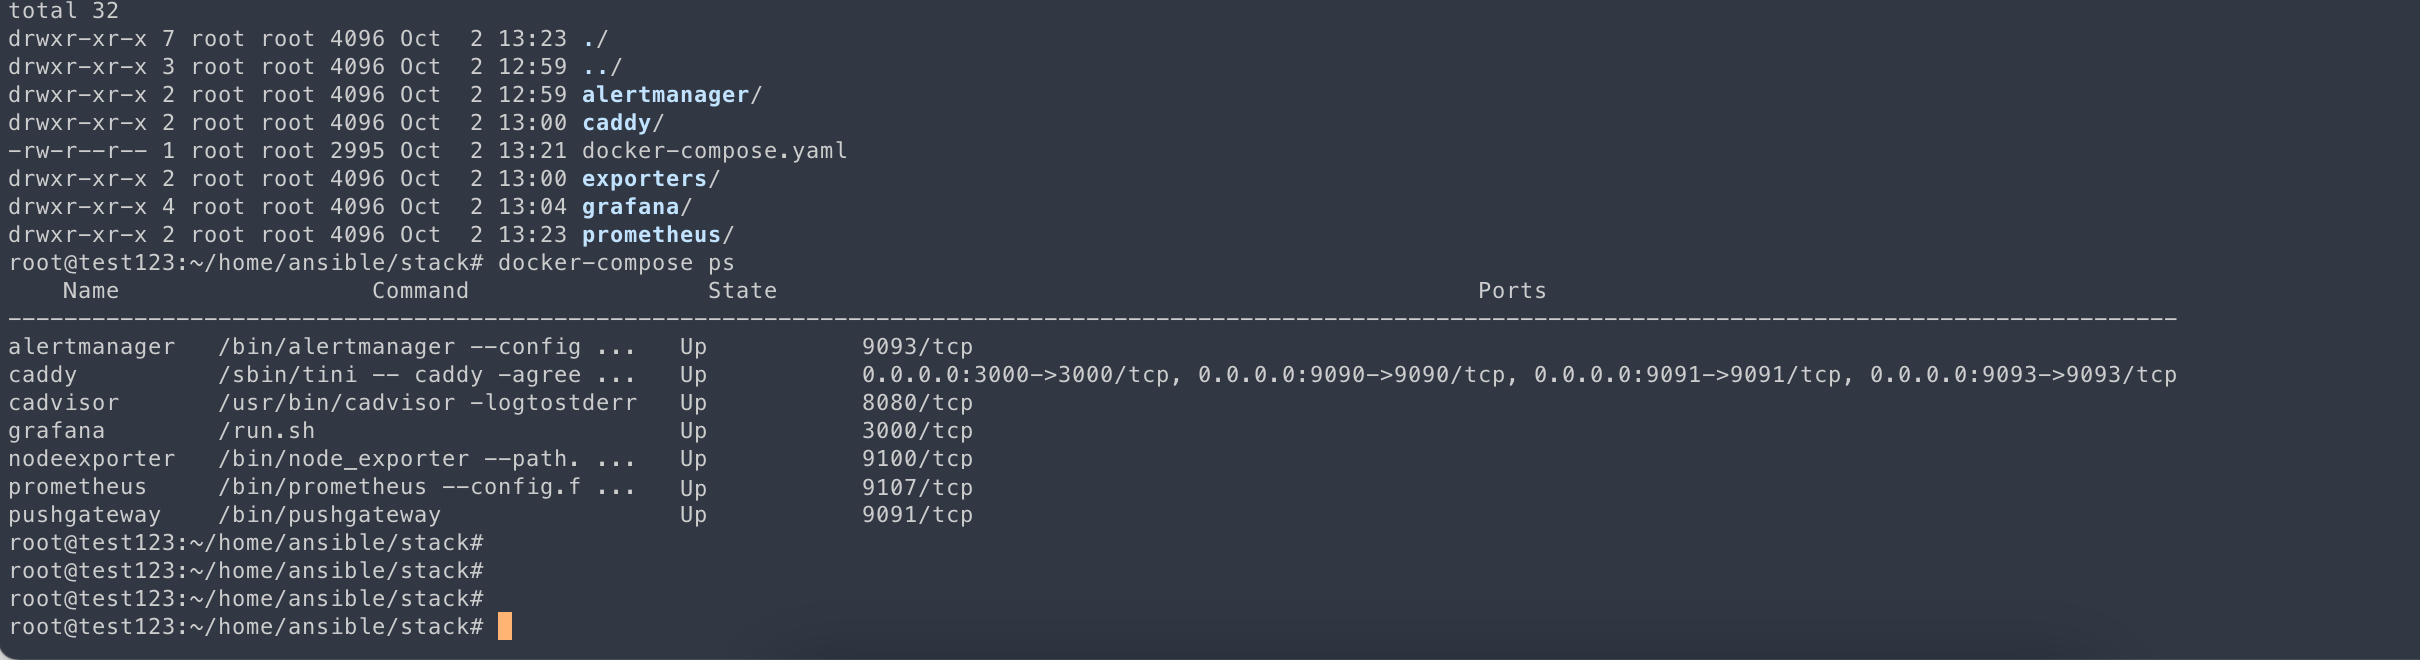 total 32
drwxr-xr-x 7 root root 4096 Oct  2 13:23 ./
drwxr-xr-x 3 root root 4096 Oct  2 12:59 ../
drwxr-xr-x 2 root root 4096 Oct  2 12:59 alertmanager/
drwxr-xr-x 2 root root 4096 Oct  2 13:00 caddy/
-rw-r--r-- 1 root root 2995 Oct  2 13:21 docker-compose.yaml
drwxr-xr-x 2 root root 4096 Oct  2 13:00 exporters/
drwxr-xr-x 4 root root 4096 Oct  2 13:04 grafana/
drwxr-xr-x 2 root root 4096 Oct  2 13:23 prometheus/
root@test123:~/home/ansible/stack# docker-compose ps
    Name                  Command                 State                                                  Ports
-----------------------------------------------------------------------------------------------------------------------------------------------------------
alertmanager   /bin/alertmanager --config ...   Up           9093/tcp
caddy          /sbin/tini -- caddy -agree ...   Up           0.0.0.0:3000->3000/tcp, 0.0.0.0:9090->9090/tcp, 0.0.0.0:9091->9091/tcp, 0.0.0.0:9093->9093/tcp
cadvisor       /usr/bin/cadvisor -logtostderr   Up           8080/tcp
grafana        /run.sh                          Up           3000/tcp
nodeexporter   /bin/node_exporter --path. ...   Up           9100/tcp
prometheus     /bin/prometheus --config.f ...   Up           9107/tcp
pushgateway    /bin/pushgateway                 Up           9091/tcp
root@test123:~/home/ansible/stack#
root@test123:~/home/ansible/stack#
root@test123:~/home/ansible/stack#
root@test123:~/home/ansible/stack#